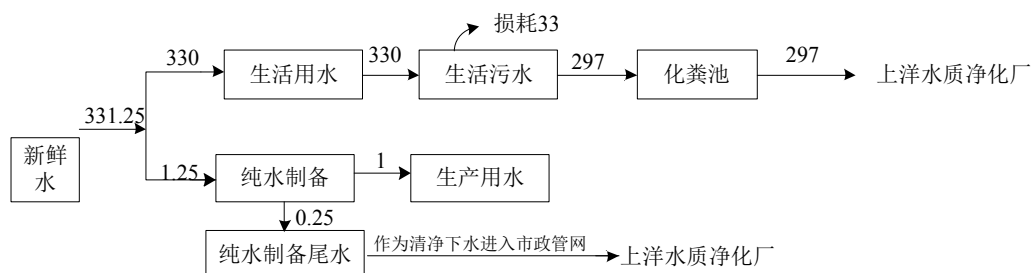 损耗33
330
生活用水
330
生活污水
297
化粪池
297
上洋水质净化厂
331.25
新鲜
水
1.25
纯水制备
1
生产用水
0.25
纯水制备尾水
作为清净下水进入市政管网
上洋水质净化厂